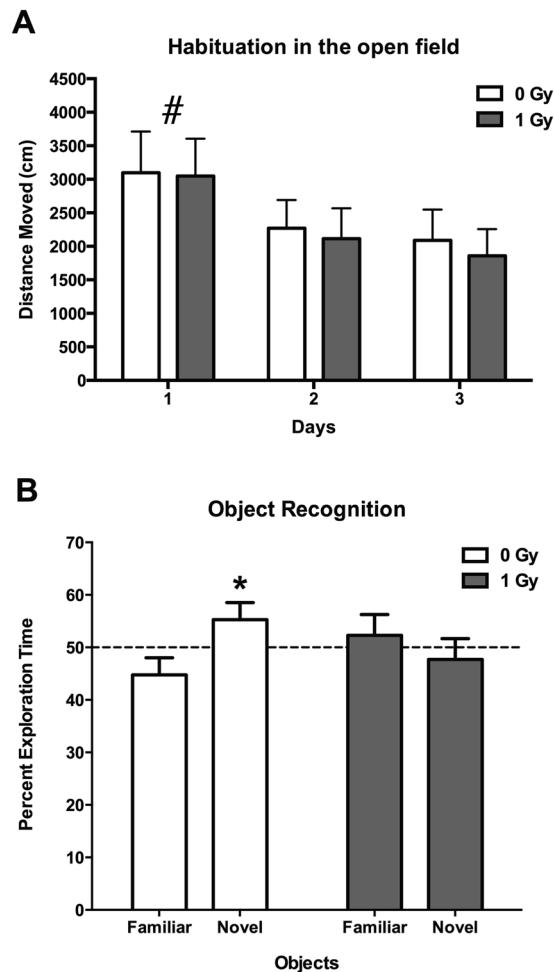 A
Habituation in the open field
4500
4000
3500
3000
2500
2000
1500
1000
500
0
Distance Moved (cm)
#
0 Gy
1 Gy
1 2 3
Days
B
Object Recognition
70
60
50
40
30
20
10
0
Percent Exploration Time
*
0 Gy
1 Gy
Familiar Novel Familiar Novel
Objects